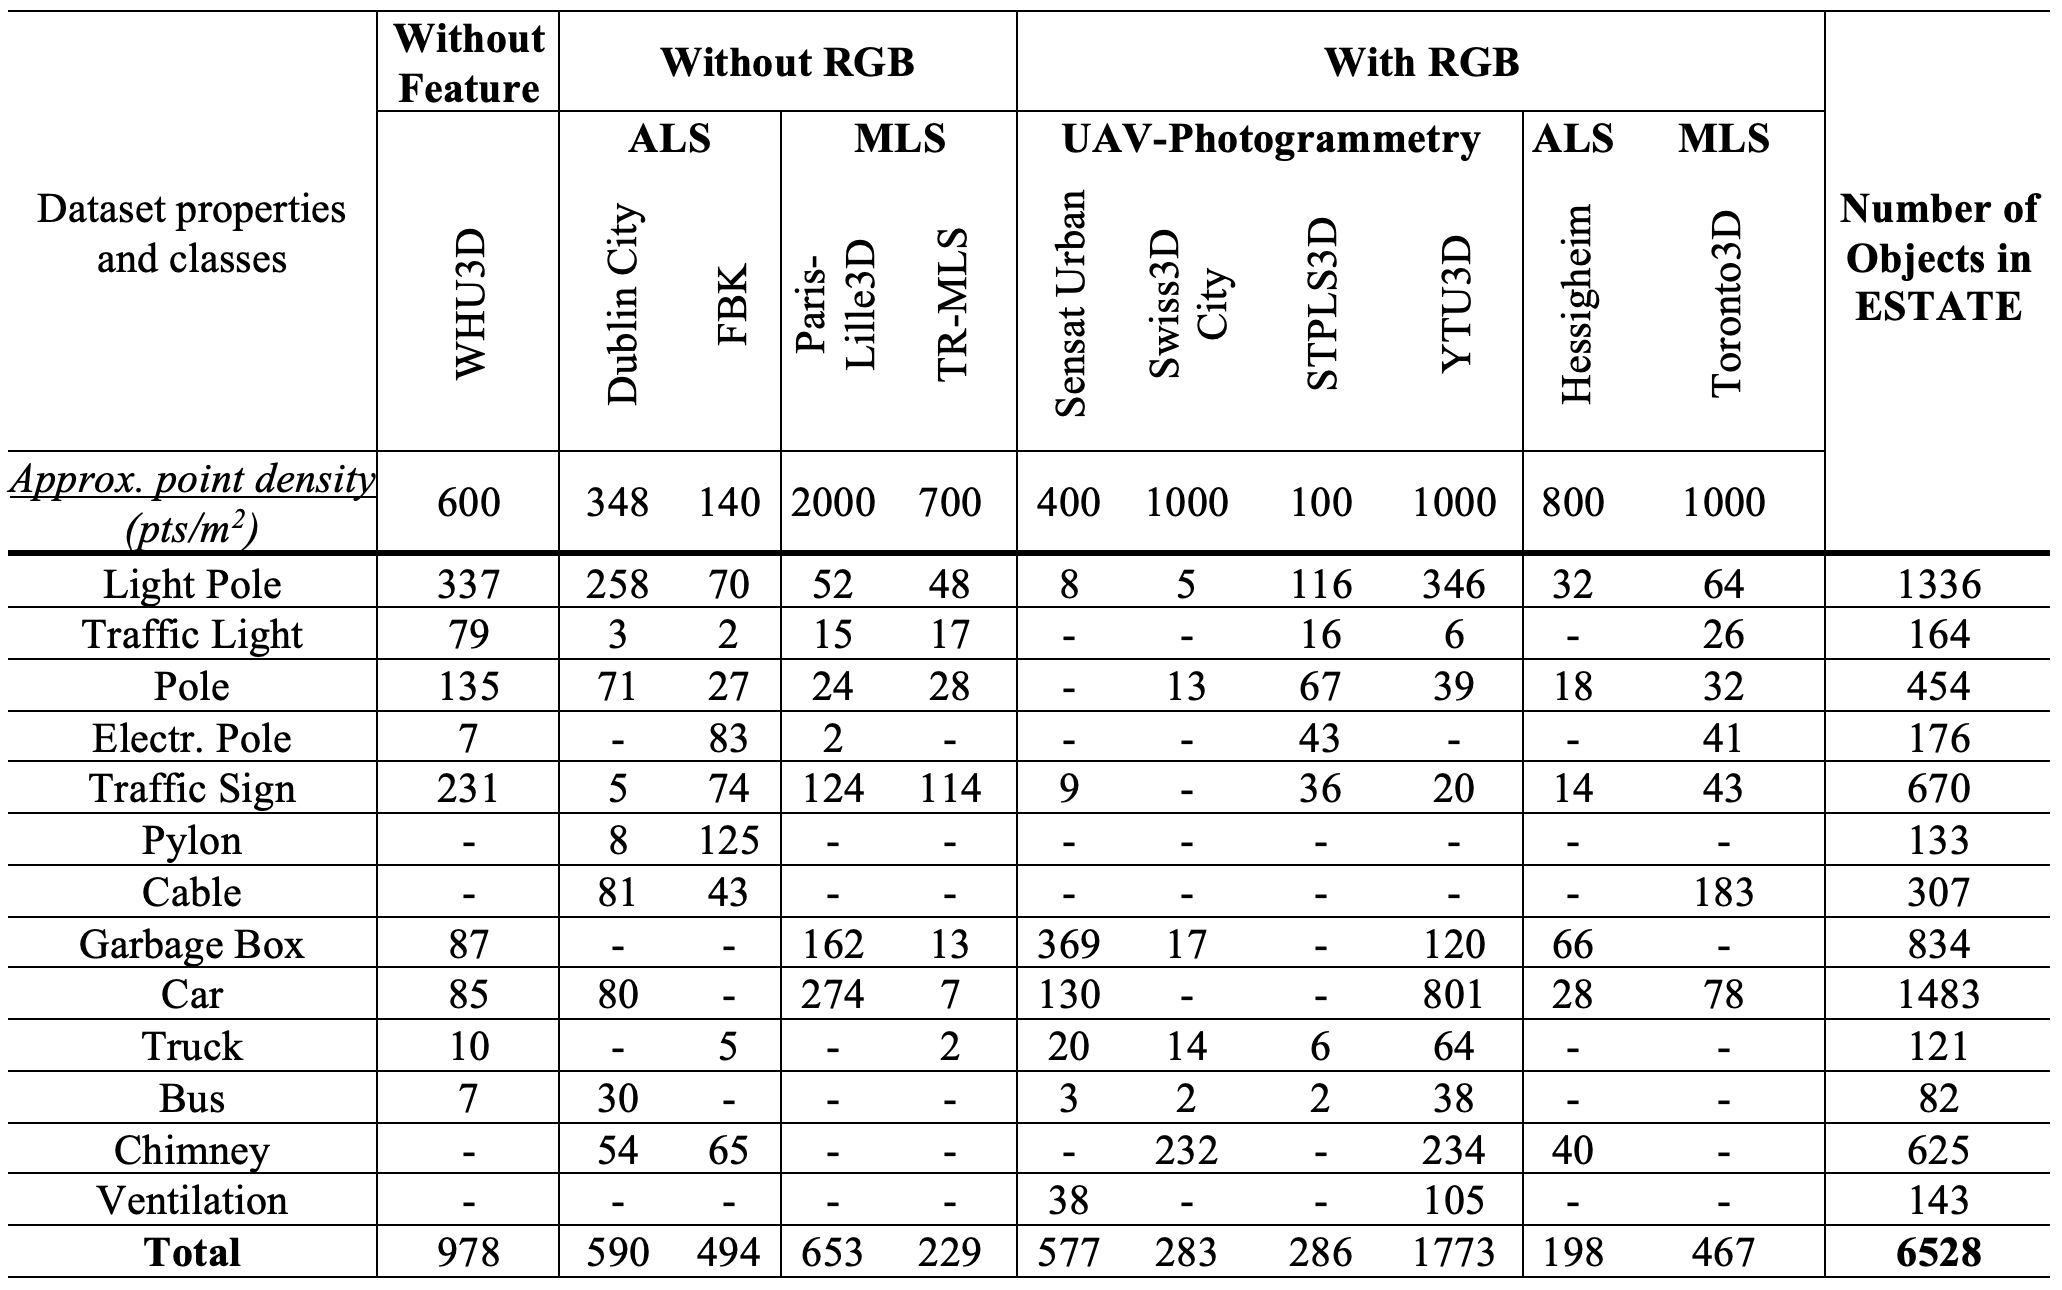 Without Feature
Without RGB
With RGB
Dataset properties and classes
ALS
MLS
UAV-Photogrammetry
ALS
MLS
Number of Objects in ESTATE
WHU3D
Dublin City
FBK
Paris-Lille3D
TR-MLS
Sensat Urban
Swiss3D City
STPLS3D
YTU3D
Hessigheim
Toronto3D
Approx. point density (pts/m²) 600 348 140 2000 700 400 1000 100 1000 800 1000
Light Pole 337 258 70 52 48 8 5 116 346 32 64 1336
Traffic Light 79 3 2 15 17 - - 16 6 - 26 164
Pole 135 71 27 24 28 - 13 67 39 18 32 454
Electr. Pole 7 - 83 2 - - - 43 - - 41 176
Traffic Sign 231 5 74 124 114 9 - 36 20 14 43 670
Pylon - 8 125 - - - - - - - - 133
Cable - 81 43 - - - - - - - 183 307
Garbage Box 87 - - 162 13 369 17 - 120 66 - 834
Car 85 80 - 274 7 130 - - 801 28 78 1483
Truck 10 - 5 - 2 20 14 6 64 - - 121
Bus 7 30 - - - 3 2 2 38 - - 82
Chimney - 54 65 - - - 232 - 234 40 - 625
Ventilation - - - - - 38 - - 105 - - 143
Total 978 590 494 653 229 577 283 286 1773 198 467 6528